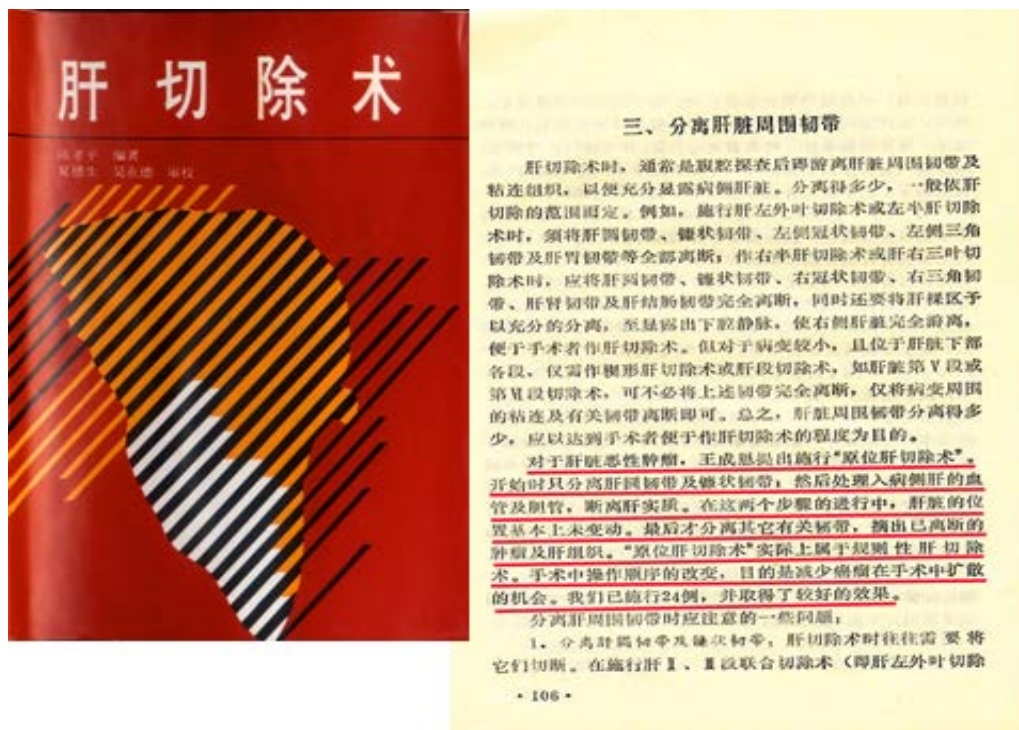 肝切除术
陈孝平 编著
夏穗生 吴在德 审校
三、分离肝脏周围韧带
肝切除术时，通常是腹腔探查后即游离肝脏周围韧带及
粘连组织，以便充分显露病侧肝脏。分离得多少，一般依肝
切除的范围而定。例如，施行肝左外叶切除术或左半肝切除
术时，须将肝圆韧带、镰状韧带、左侧冠状韧带、左侧三角
韧带及肝胃韧带等全部离断；作右半肝切除术或肝右三叶切
除术时，应将肝圆韧带、镰状韧带、右冠状韧带、右三角韧
带、肝肾韧带及肝结肠韧带完全离断，同时还要将肝裸区予
以充分的分离，至显露出下腔静脉，使右侧肝脏完全游离，
便于手术者作肝切除术。但对于病变较小，且位于肝脏下部
各段，仅需作楔形肝切除术或肝段切除术，如肝脏第Ⅴ段或
第Ⅵ段切除术，可不必将上述韧带完全离断，仅将病变周围
的粘连及有关韧带离断即可。总之，肝脏周围韧带分离得多
少，应以达到手术者便于作肝切除术的程度为目的。
对于肝脏恶性肿瘤，王成恩提出施行“原位肝切除术”。
开始时只分离肝圆韧带及镰状韧带；然后处理入病侧肝的血
管及胆管，断离肝实质。在这两个步骤的进行中，肝脏的位
置基本上未变动。最后才分离其它有关韧带，摘出已离断的
肿瘤及肝组织。“原位肝切除术”实际上属于规则性肝切除
术。手术中操作顺序的改变，目的是减少癌瘤在手术中扩散
的机会。我们已施行24例，并取得了较好的效果。
分离肝周围韧带时应注意的一些问题：
1、分离肝圆韧带及镰状韧带，肝切除术时往往需要将
它们切断。在施行肝Ⅱ、Ⅲ段联合切除术（即肝左外叶切除
·106·